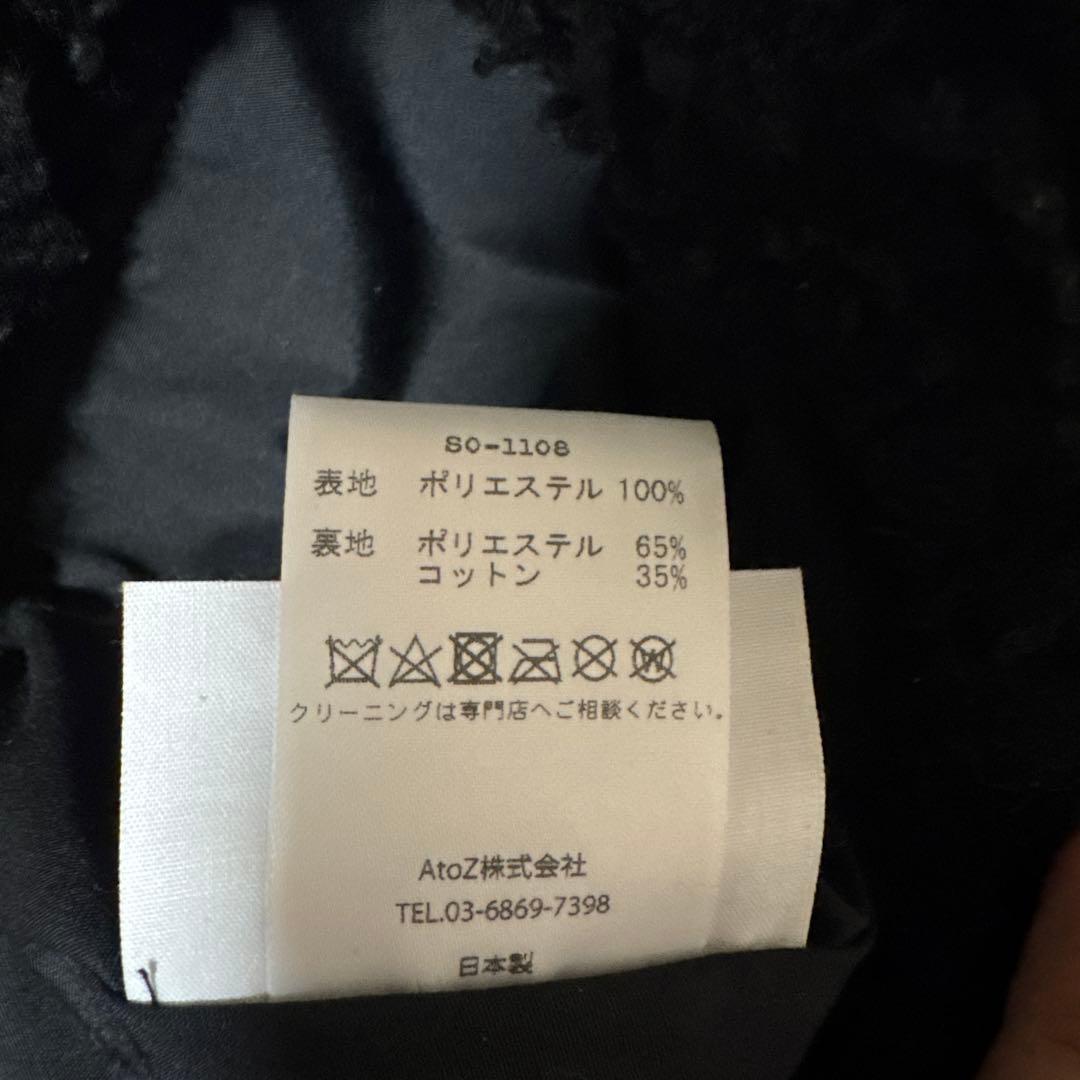 SO-1108
表地 ポリエステル 100%
裏地 ポリエステル 65%
コットン 35%
クリーニングは専門店へご相談ください。
AtoZ株式会社
TEL.03-6869-7398
日本製